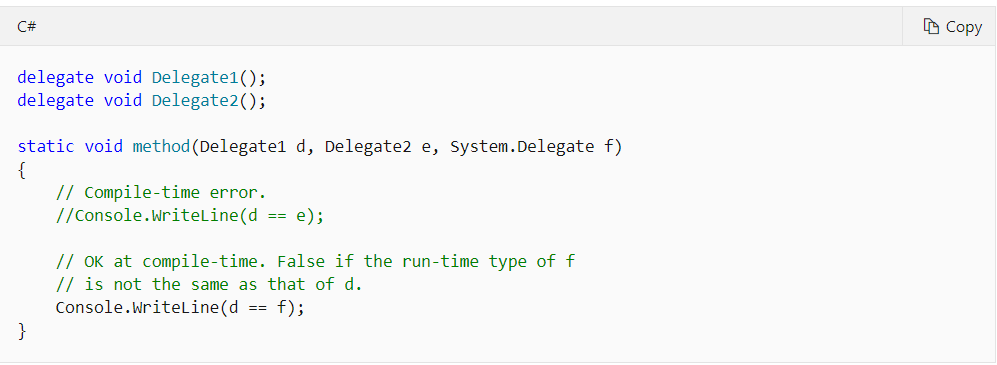 C#
Copy
delegate void Delegate1();
delegate void Delegate2();
static void method(Delegate1 d, Delegate2 e, System.Delegate f)
{
    // Compile-time error.
    //Console.WriteLine(d == e);
    // OK at compile-time. False if the run-time type of f
    // is not the same as that of d.
    Console.WriteLine(d == f);
}